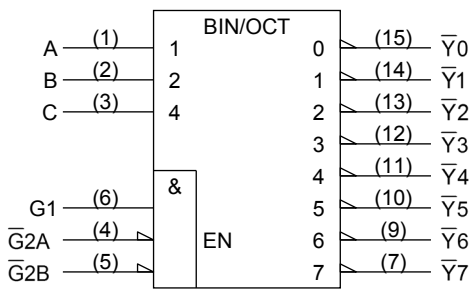 BIN/OCT
A (1) 1 0 (15) Y̅0
B (2) 2 1 (14) Y̅1
C (3) 4 2 (13) Y̅2
3 (12) Y̅3
& 4 (11) Y̅4
G1 (6) 5 (10) Y̅5
G̅2A (4) EN 6 (9) Y̅6
G̅2B (5) 7 (7) Y̅7